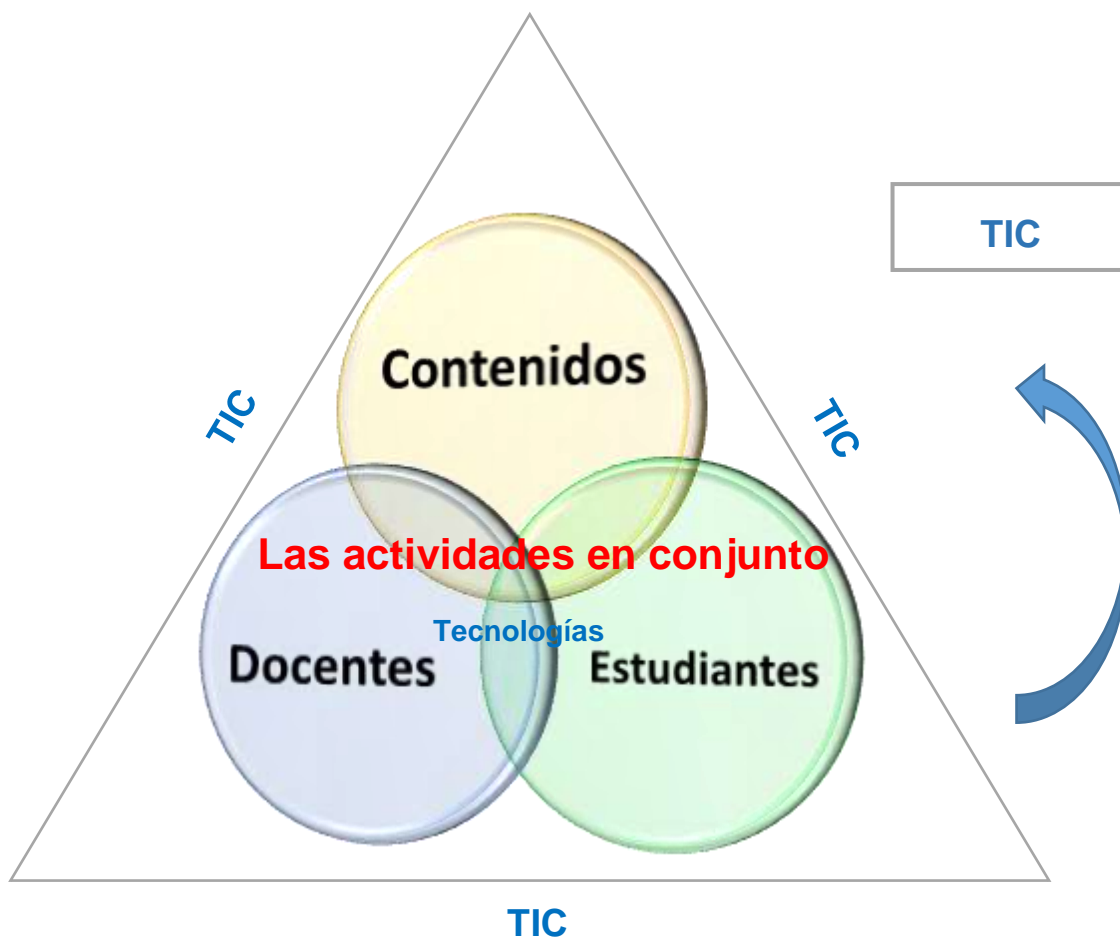 TIC
Contenidos
TIC
TIC
Las actividades en conjunto
Tecnologías
Docentes
Estudiantes
TIC